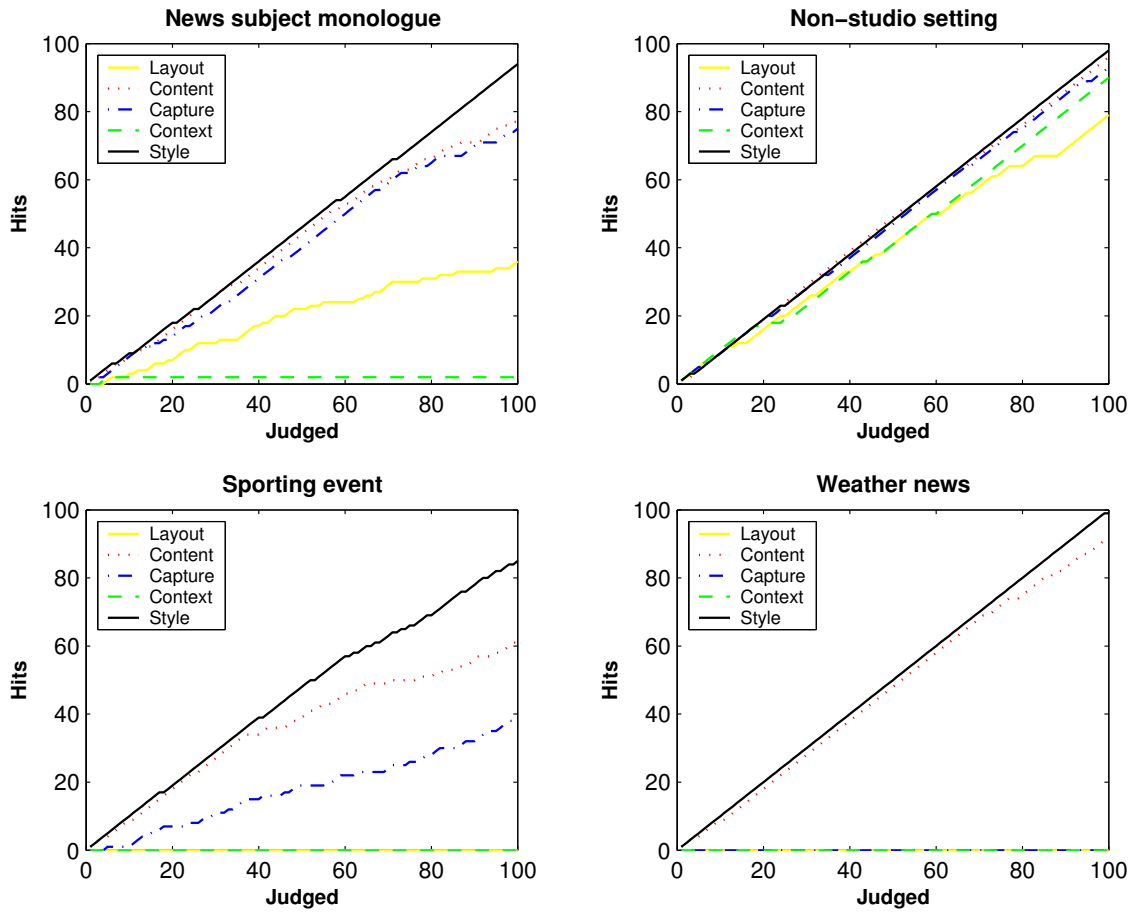 News subject monologue
100
80
60
40
20
0
Hits
Layout
Content
Capture
Context
Style
0 20 40 60 80 100
Judged
Non−studio setting
100
80
60
40
20
0
Hits
Layout
Content
Capture
Context
Style
0 20 40 60 80 100
Judged
Sporting event
100
80
60
40
20
0
Hits
Layout
Content
Capture
Context
Style
0 20 40 60 80 100
Judged
Weather news
100
80
60
40
20
0
Hits
Layout
Content
Capture
Context
Style
0 20 40 60 80 100
Judged